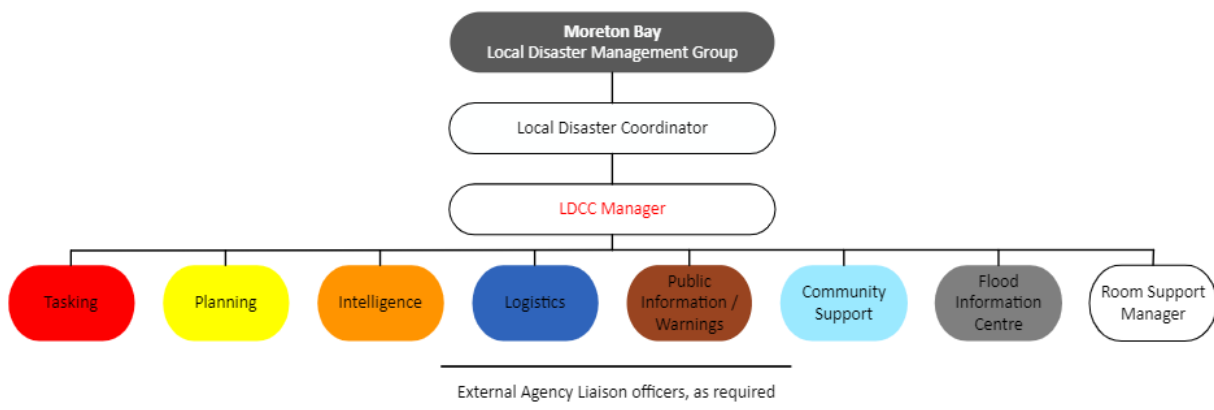 Moreton Bay
Local Disaster Management Group
Local Disaster Coordinator
LDCC Manager
Tasking
Planning
Intelligence
Logistics
Public
Information /
Warnings
Community
Support
Flood
Information
Centre
Room Support
Manager
External Agency Liaison officers, as required